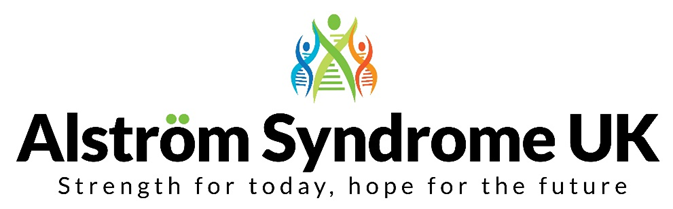 Alström Syndrome UK
Strength for today, hope for the future